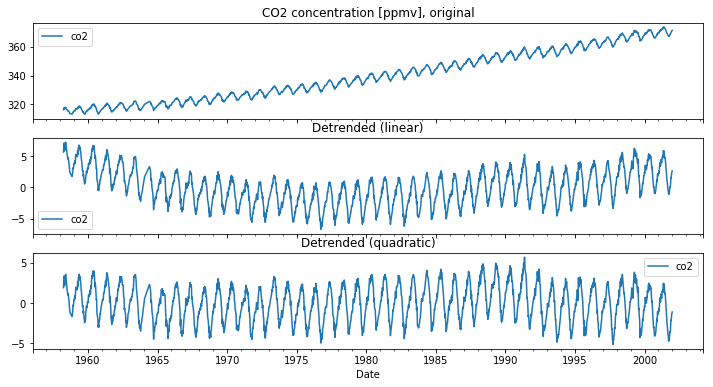 CO2 concentration [ppmv], original
360
340
320
co2
Detrended (linear)
5
0
−5
co2
Detrended (quadratic)
5
0
−5
co2
1960 1965 1970 1975 1980 1985 1990 1995 2000
Date